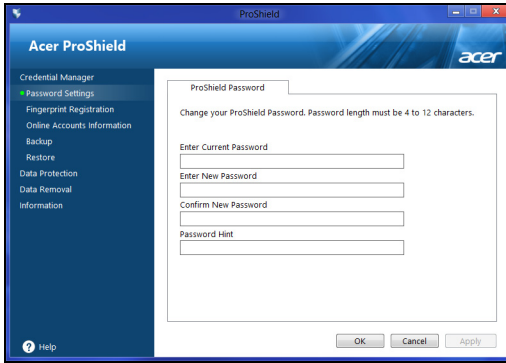 ProShield
Acer ProShield
acer
Credential Manager
Password Settings
Fingerprint Registration
Online Accounts Information
Backup
Restore
Data Protection
Data Removal
Information
ProShield Password
Change your ProShield Password. Password length must be 4 to 12 characters.
Enter Current Password
Enter New Password
Confirm New Password
Password Hint
? Help
OK
Cancel
Apply